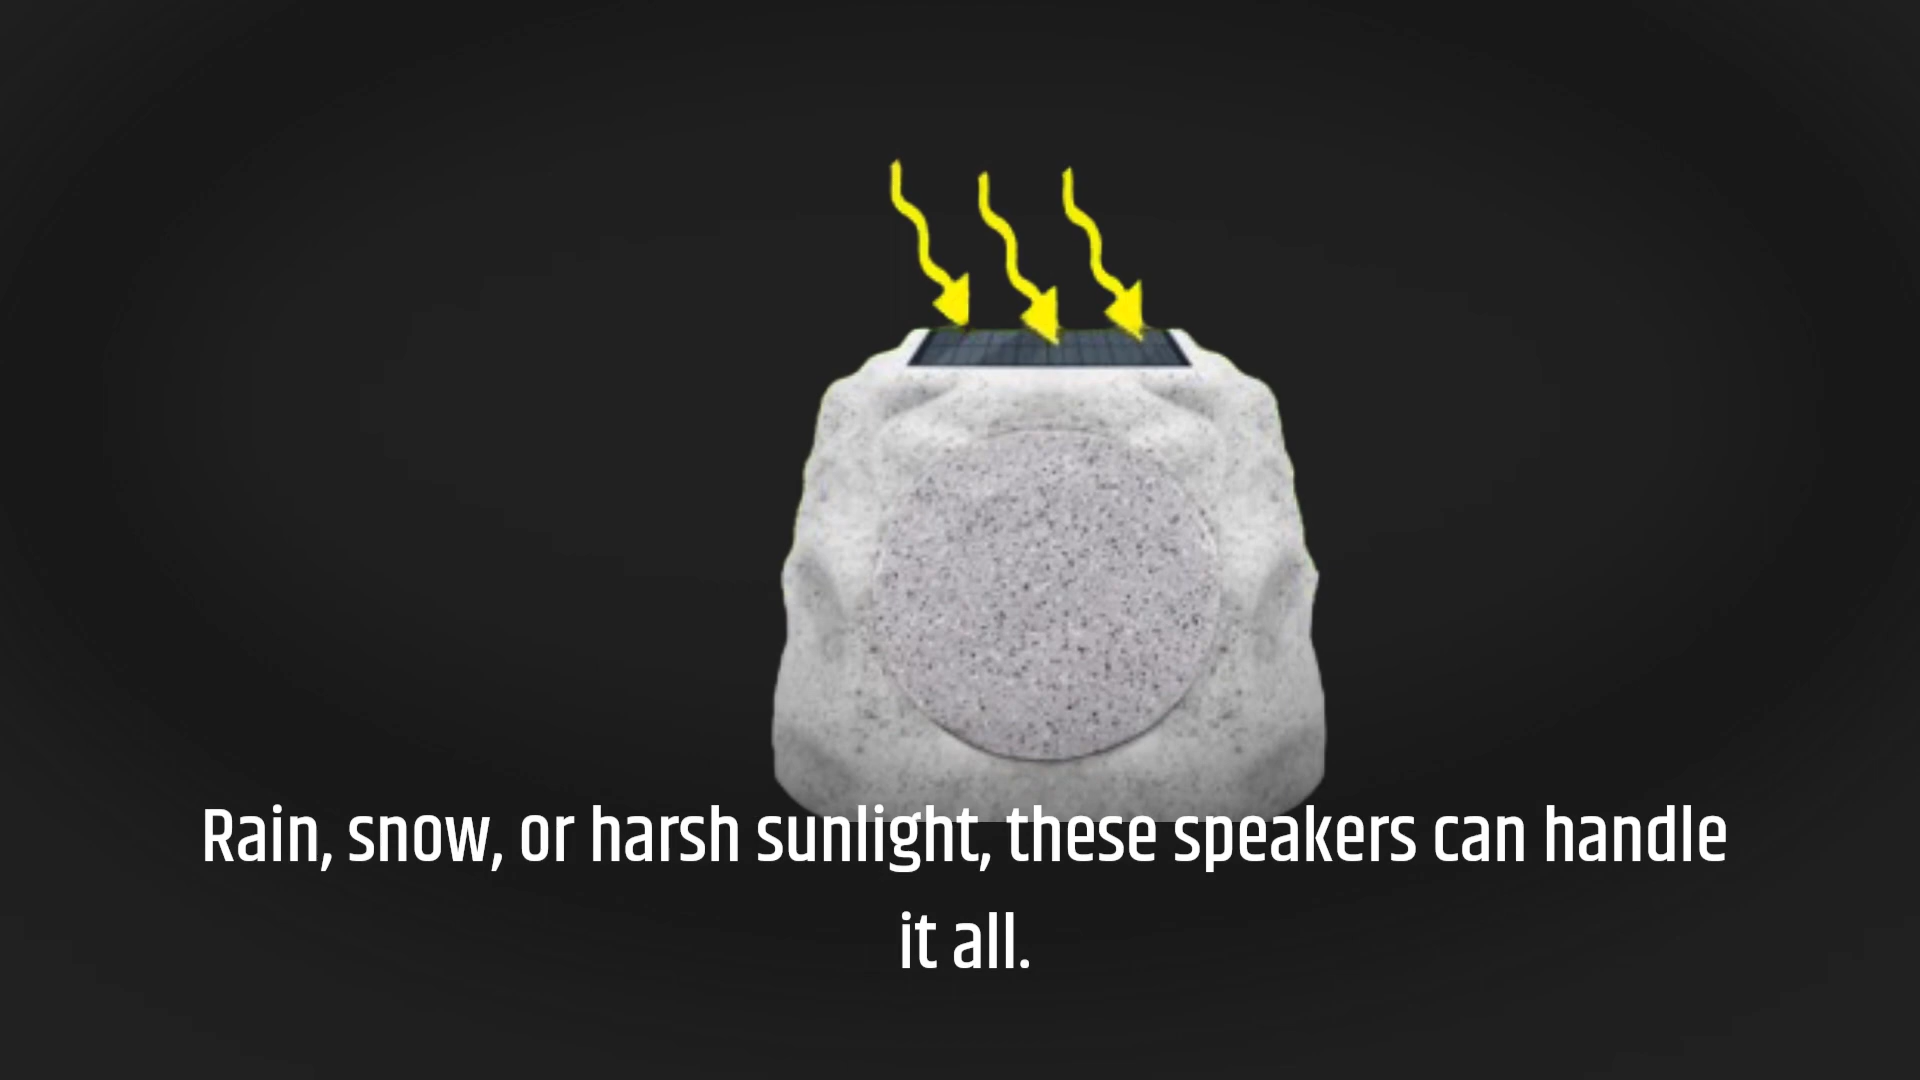 Rain, snow, or harsh sunlight, these speakers can handle
it all.